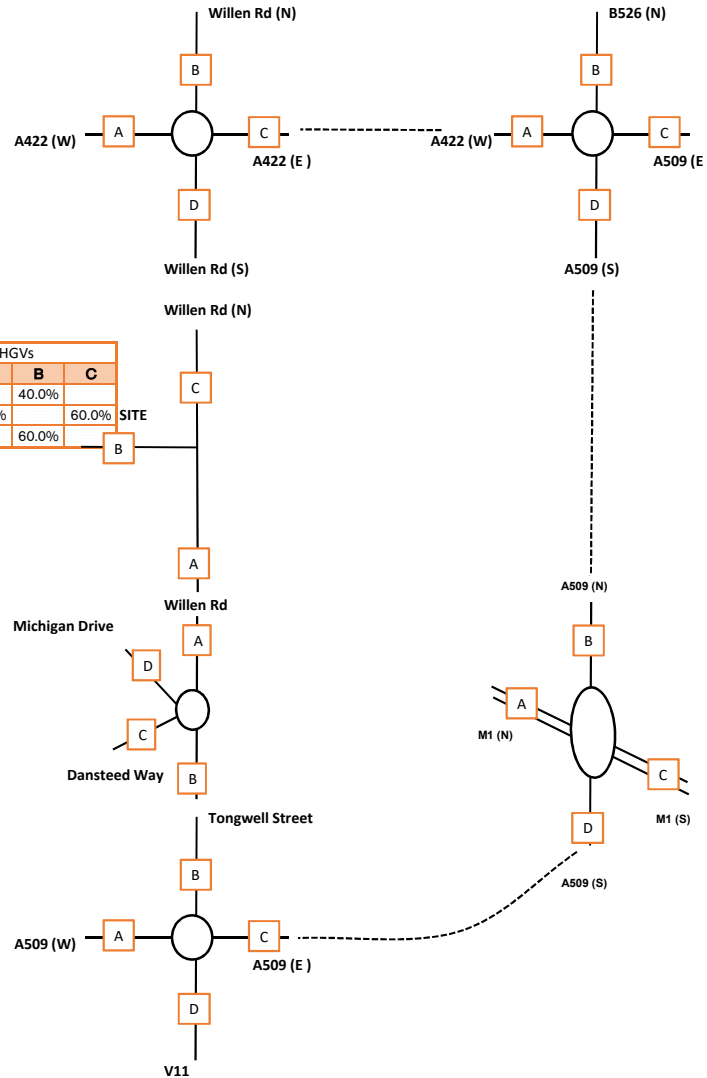 Willen Rd (N)
B526 (N)
B
B
A
C
A
C
A422 (W)
A422 (E )
A422 (W)
A509 (E
D
D
Willen Rd (S)
A509 (S)
Willen Rd (N)
HGVs
B C
40.0%
% 60.0% SITE
60.0%
C
B
A
A509 (N)
Willen Rd
Michigan Drive
A
B
D
A
M1 (N)
C
C
Dansteed Way
B
M1 (S)
Tongwell Street
D
B
A509 (S)
A
C
A509 (W)
A509 (E )
D
V11